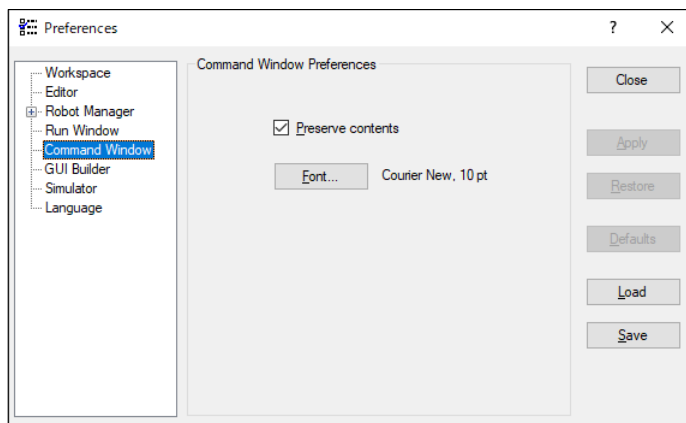 Preferences
?
Workspace
Editor
Robot Manager
Run Window
Command Window
GUI Builder
Simulator
Language
Command Window Preferences
Preserve contents
Font... Courier New, 10 pt
Close
Apply
Restore
Defaults
Load
Save